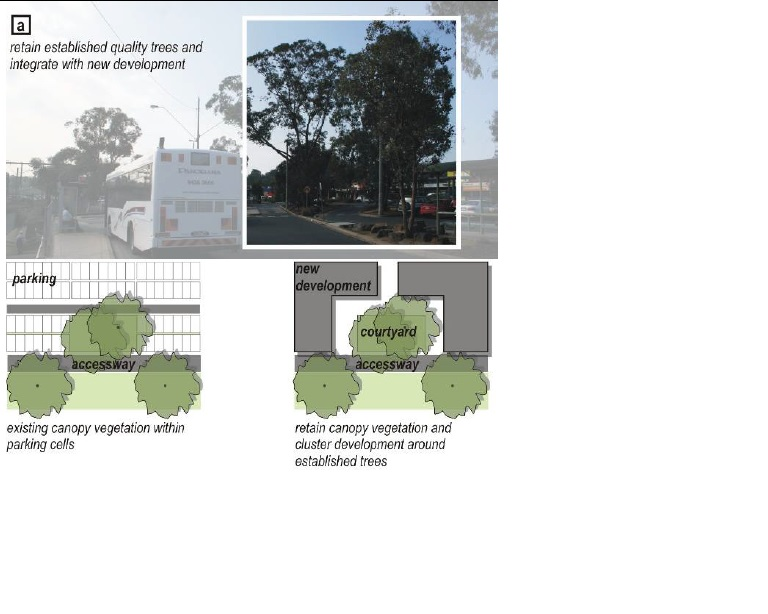 a
retain established quality trees and
integrate with new development
parking
accessway
existing canopy vegetation within
parking cells
new
development
courtyard
accessway
retain canopy vegetation and
cluster development around
established trees